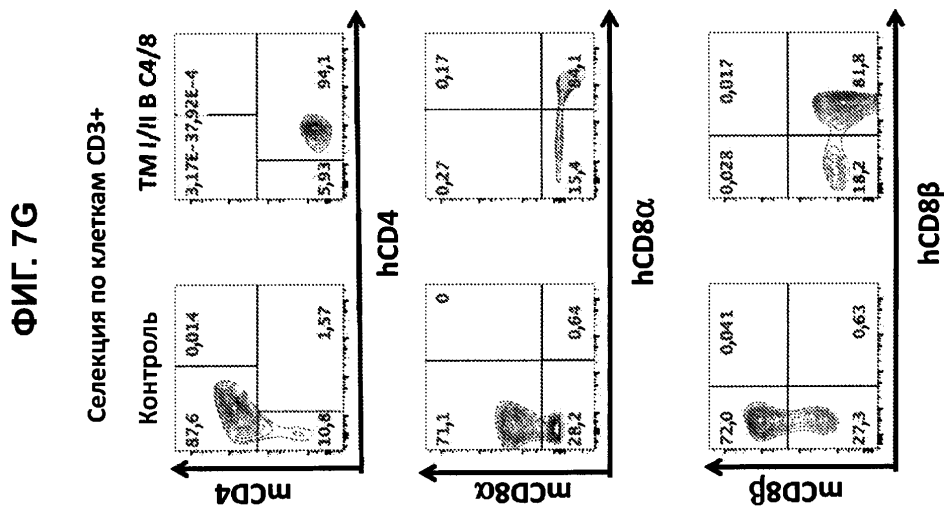 ФИГ. 7G
Селекция по клеткам CD3+
Контроль
TM I/II B C4/8
87,6
0,014
10,8
1,57
3,17E-37,92E-4
5,93
94,1
mCD4
hCD4
71,1
0
28,2
0,64
0,27
0,17
15,4
84,1
mCD8α
hCD8α
72,0
0,041
27,3
0,63
0,028
0,017
18,2
81,8
mCD8β
hCD8β